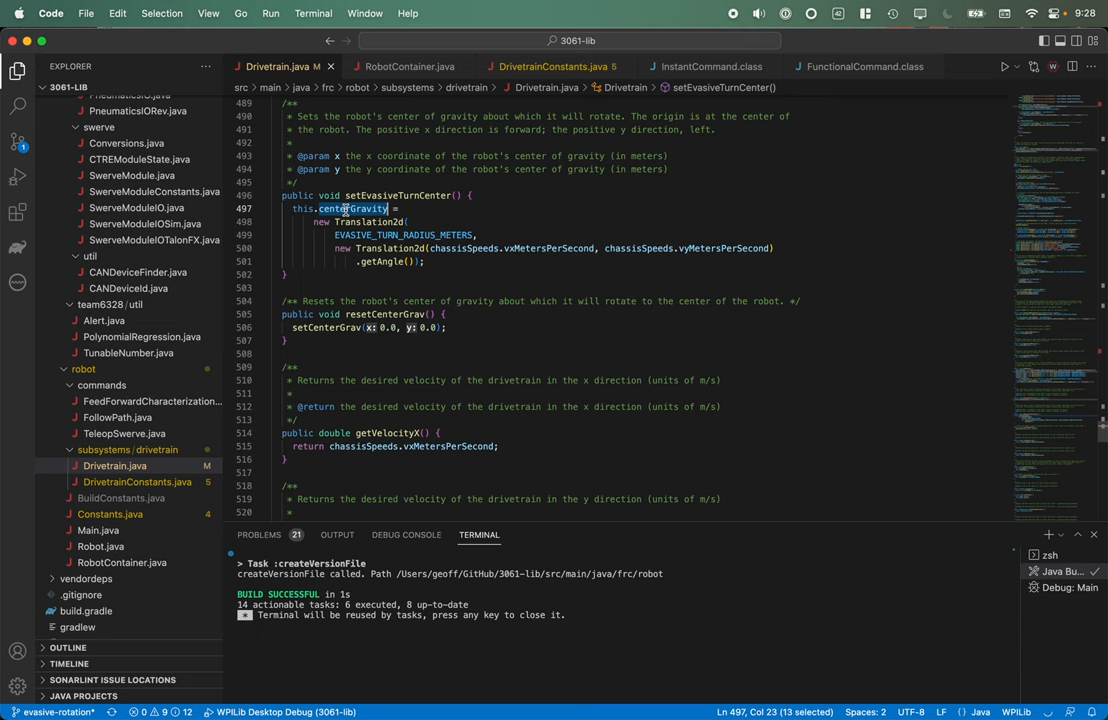 Code File Edit Selection View Go Run Terminal Window Help 42 9:28
3061-lib
EXPLORER ...
Drivetrain.java M RobotContainer.java DrivetrainConstants.java 5 InstantCommand.class FunctionalCommand.class
3061-LIB
src > main > java > frc > robot > subsystems > drivetrain > Drivetrain.java > Drivetrain > setEvasiveTurnCenter()
PneumaticsIO.java
PneumaticsIORev.java
swerve
Conversions.java
CTREModuleState.java
SwerveModule.java
SwerveModuleConstants.java
SwerveModuleIO.java
SwerveModuleIOSim.java
SwerveModuleIOTalonFX.java
util
CANDeviceFinder.java
CANDeviceId.java
team6328/util
Alert.java
PolynomialRegression.java
TunableNumber.java
robot
commands
FeedForwardCharacterization...
FollowPath.java
TeleopSwerve.java
subsystems / drivetrain
Drivetrain.java M
DrivetrainConstants.java 5
BuildConstants.java
Constants.java 4
Main.java
Robot.java
RobotContainer.java
vendordeps
.gitignore
build.gradle
gradlew
OUTLINE
TIMELINE
SONARLINT ISSUE LOCATIONS
JAVA PROJECTS
1
489 /**
490 * Sets the robot's center of gravity about which it will rotate. The origin is at the center of
491 * the robot. The positive x direction is forward; the positive y direction, left.
492 *
493 * @param x the x coordinate of the robot's center of gravity (in meters)
494 * @param y the y coordinate of the robot's center of gravity (in meters)
495 */
496 public void setEvasiveTurnCenter() {
497 this.centerGravity =
498 new Translation2d(
499 EVASIVE_TURN_RADIUS_METERS,
500 new Translation2d(chassisSpeeds.vxMetersPerSecond, chassisSpeeds.vyMetersPerSecond)
501 .getAngle());
502 }
503
504 /** Resets the robot's center of gravity about which it will rotate to the center of the robot. */
505 public void resetCenterGrav() {
506 setCenterGrav(x: 0.0, y: 0.0);
507 }
508
509 /**
510 * Returns the desired velocity of the drivetrain in the x direction (units of m/s)
511 *
512 * @return the desired velocity of the drivetrain in the x direction (units of m/s)
513 */
514 public double getVelocityX() {
515 return chassisSpeeds.vxMetersPerSecond;
516 }
517
518 /**
519 * Returns the desired velocity of the drivetrain in the y direction (units of m/s)
520 *
PROBLEMS 21 OUTPUT DEBUG CONSOLE TERMINAL
> Task :createVersionFile
createVersionFile called. Path /Users/geoff/GitHub/3061-lib/src/main/java/frc/robot
BUILD SUCCESSFUL in 1s
14 actionable tasks: 6 executed, 8 up-to-date
* Terminal will be reused by tasks, press any key to close it.
zsh
Java Bu...
Debug: Main
evasive-rotation* 0 9 12 WPILib Desktop Debug (3061-lib) Ln 497, Col 23 (13 selected) Spaces: 2 UTF-8 LF {} Java WPILib